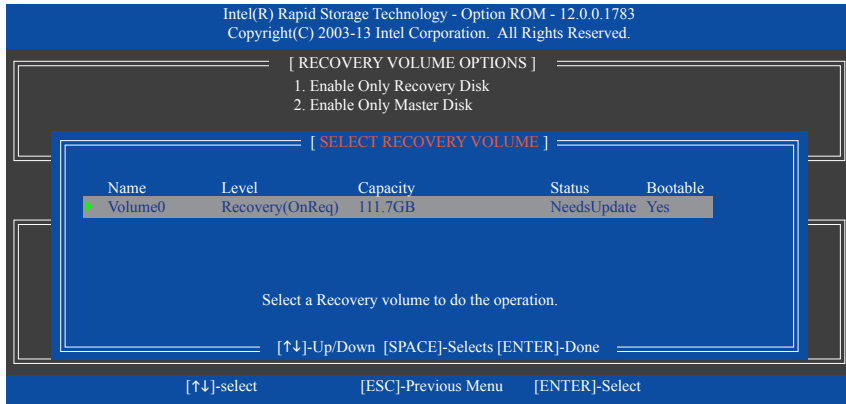 Intel(R) Rapid Storage Technology - Option ROM - 12.0.0.1783
Copyright(C) 2003-13 Intel Corporation. All Rights Reserved.
[ RECOVERY VOLUME OPTIONS ]
1. Enable Only Recovery Disk
2. Enable Only Master Disk
[ SELECT RECOVERY VOLUME ]
Name Level Capacity Status Bootable
Volume0 Recovery(OnReq) 111.7GB NeedsUpdate Yes
Select a Recovery volume to do the operation.
[↑↓]-Up/Down [SPACE]-Selects [ENTER]-Done
[↑↓]-select [ESC]-Previous Menu [ENTER]-Select